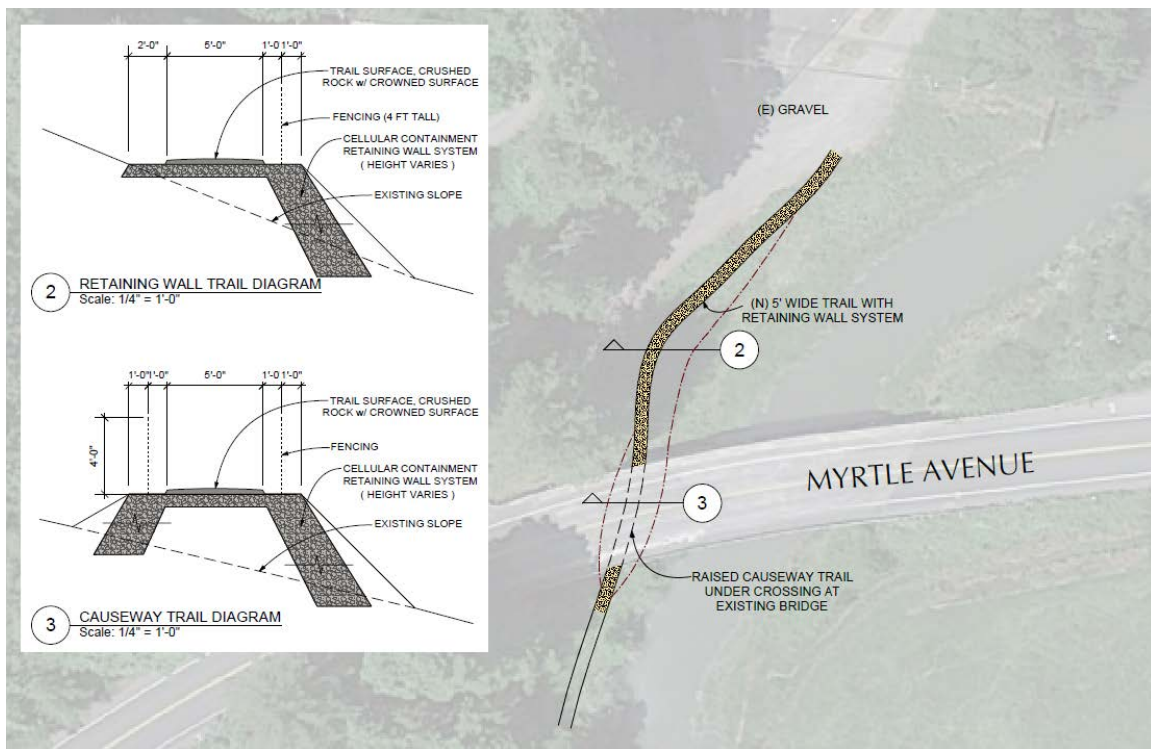 2'-0"
5'-0"
1'-0
1'-0"
TRAIL SURFACE, CRUSHED
ROCK w/ CROWNED SURFACE
FENCING (4 FT TALL)
CELLULAR CONTAINMENT
RETAINING WALL SYSTEM
( HEIGHT VARIES )
EXISTING SLOPE
2
RETAINING WALL TRAIL DIAGRAM
Scale: 1/4" = 1'-0"
1'-0"
1'-0"
5'-0"
1'-0
1'-0"
4'-0"
TRAIL SURFACE, CRUSHED
ROCK w/ CROWNED SURFACE
FENCING
CELLULAR CONTAINMENT
RETAINING WALL SYSTEM
( HEIGHT VARIES )
EXISTING SLOPE
3
CAUSEWAY TRAIL DIAGRAM
Scale: 1/4" = 1'-0"
(E) GRAVEL
(N) 5' WIDE TRAIL WITH
RETAINING WALL SYSTEM
2
MYRTLE AVENUE
3
RAISED CAUSEWAY TRAIL
UNDER CROSSING AT
EXISTING BRIDGE